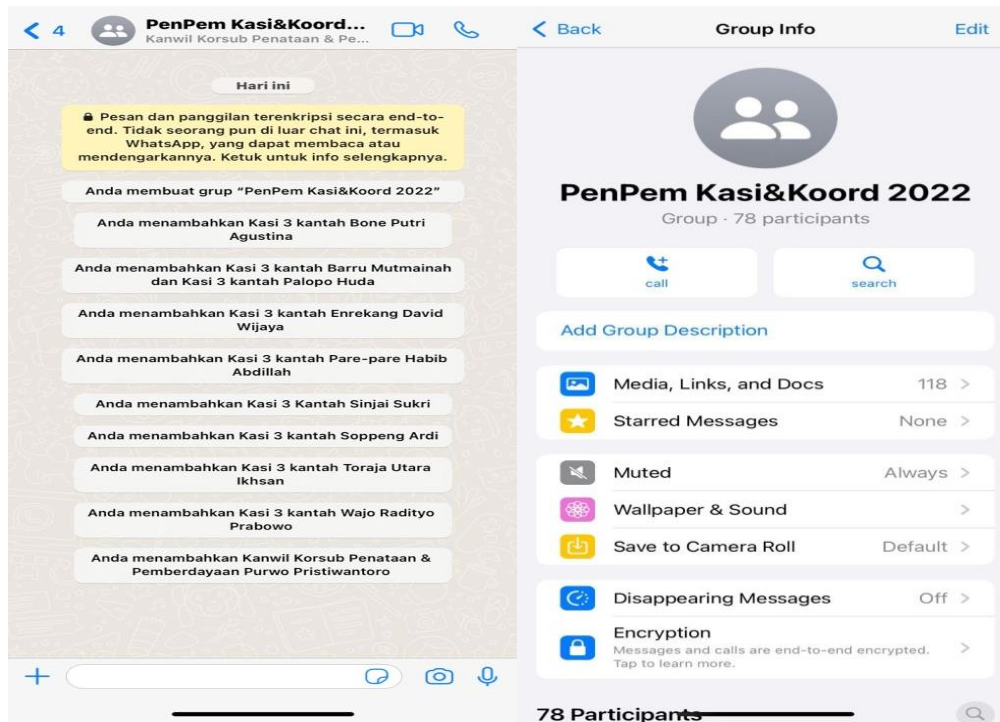 4
PenPem Kasi&Koord...
Kanwil Korsub Penataan & Pe...
Hari ini
Pesan dan panggilan terenkripsi secara end-to-
end. Tidak seorang pun di luar chat ini, termasuk
WhatsApp, yang dapat membaca atau
mendengarkannya. Ketuk untuk info selengkapnya.
Anda membuat grup “PenPem Kasi&Koord 2022”
Anda menambahkan Kasi 3 kantah Bone Putri
Agustina
Anda menambahkan Kasi 3 kantah Barru Mutmainah
dan Kasi 3 kantah Palopo Huda
Anda menambahkan Kasi 3 kantah Enrekang David
Wijaya
Anda menambahkan Kasi 3 kantah Pare-pare Habib
Abdillah
Anda menambahkan Kasi 3 Kantah Sinjai Sukri
Anda menambahkan Kasi 3 kantah Soppeng Ardi
Anda menambahkan Kasi 3 kantah Toraja Utara
Ikhsan
Anda menambahkan Kasi 3 kantah Wajo Radityo
Prabowo
Anda menambahkan Kanwil Korsub Penataan &
Pemberdayaan Purwo Pristiwantoro
Back
Group Info
Edit
PenPem Kasi&Koord 2022
Group · 78 participants
call
search
Add Group Description
Media, Links, and Docs 118
Starred Messages None
Muted Always
Wallpaper & Sound
Save to Camera Roll Default
Disappearing Messages Off
Encryption
Messages and calls are end-to-end encrypted.
Tap to learn more.
78 Participants